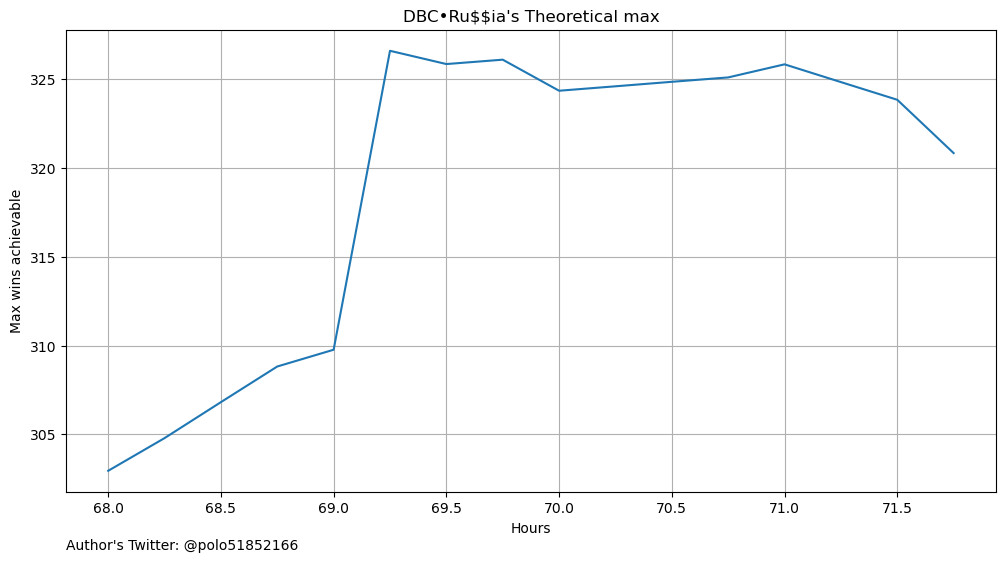 DBC•Ru$$ia's Theoretical max
Max wins achievable
325
320
315
310
305
68.0 68.5 69.0 69.5 70.0 70.5 71.0 71.5
Hours
Author's Twitter: @polo51852166